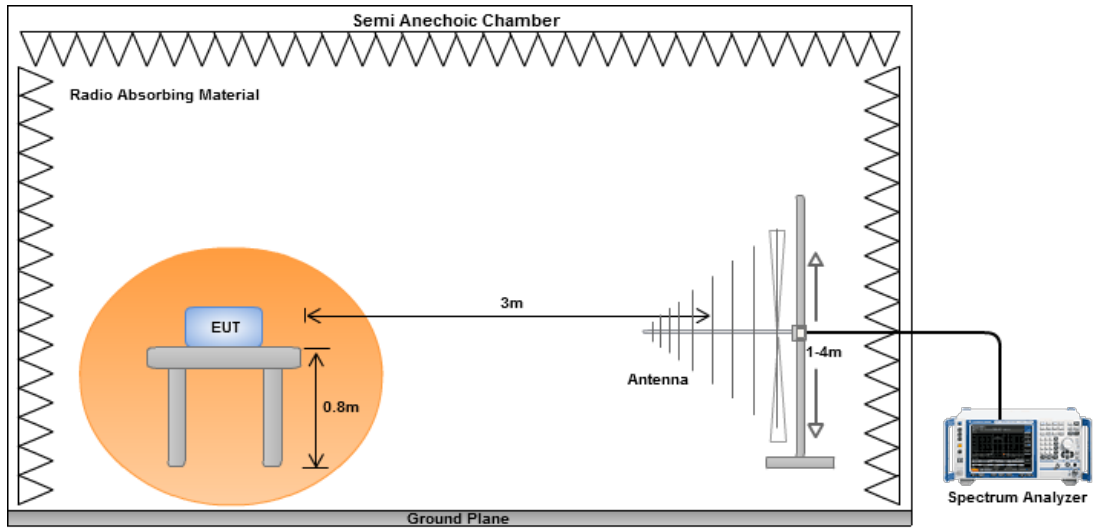 Semi Anechoic Chamber
Radio Absorbing Material
3m
EUT
1-4m
Antenna
0.8m
Spectrum Analyzer
Ground Plane